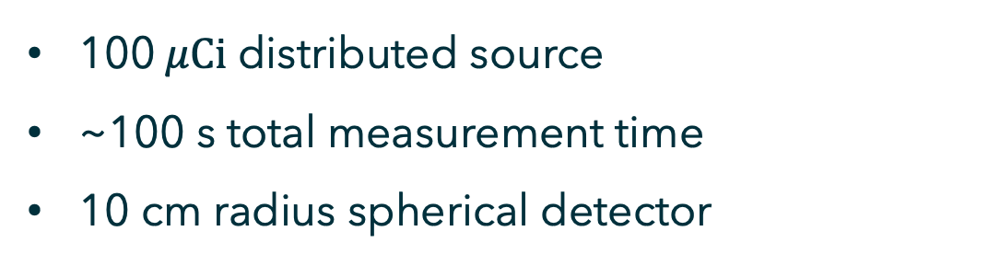 • 100 𝜇Ci distributed source
• ~100 s total measurement time
• 10 cm radius spherical detector